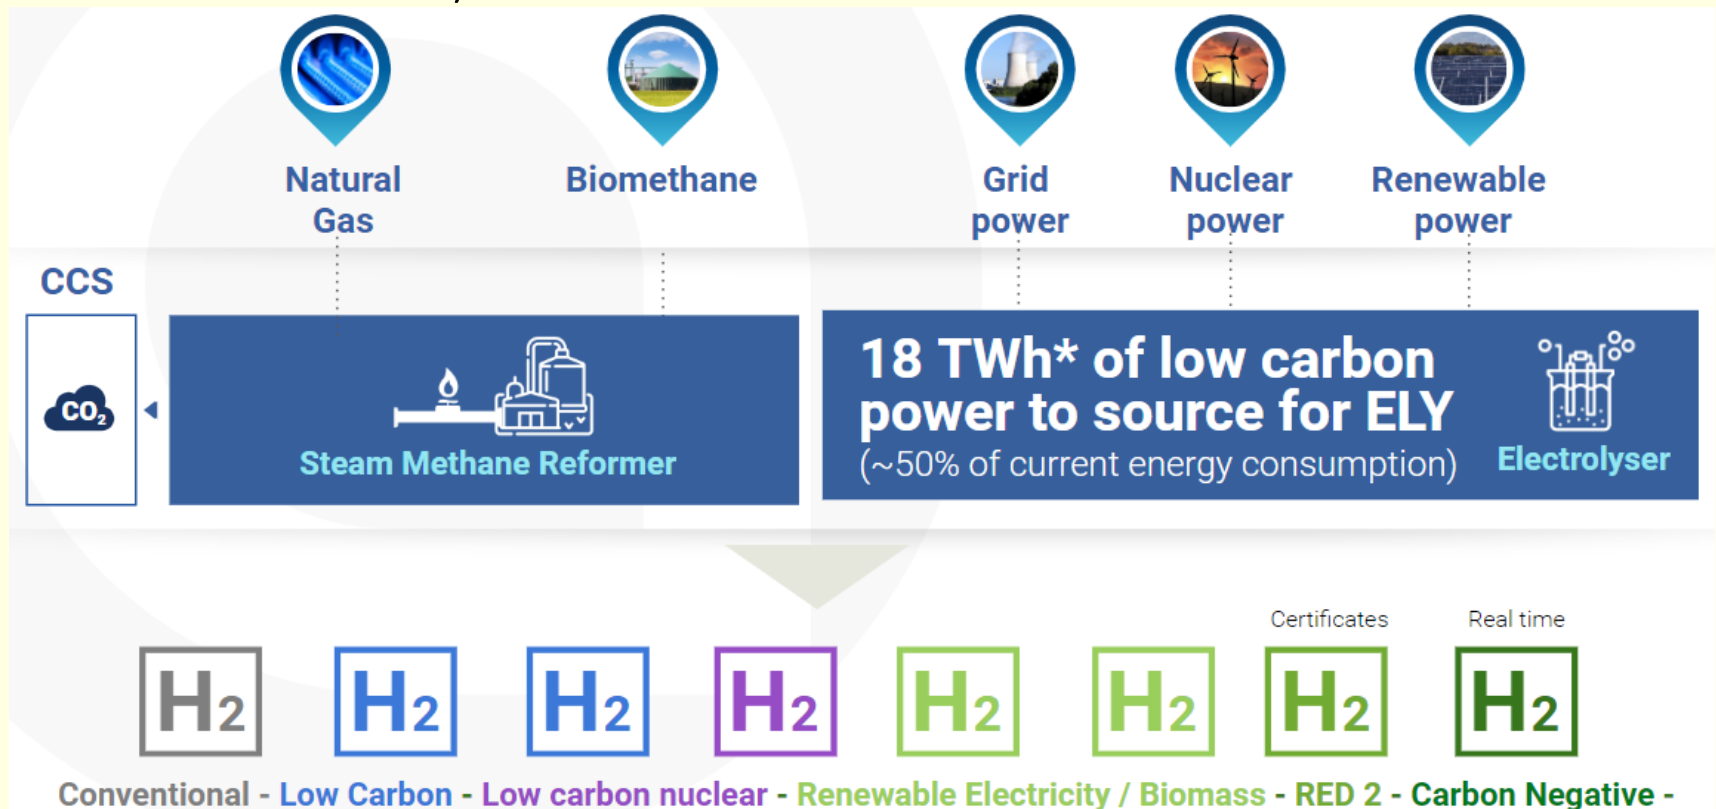 Natural
Gas
Biomethane
Grid
power
Nuclear
power
Renewable
power
CCS
CO₂
Steam Methane Reformer
18 TWh* of low carbon
power to source for ELY
(~50% of current energy consumption)
Electrolyser
Certificates
Real time
H₂ H₂ H₂ H₂ H₂ H₂ H₂ H₂
Conventional - Low Carbon - Low carbon nuclear - Renewable Electricity / Biomass - RED 2 - Carbon Negative -